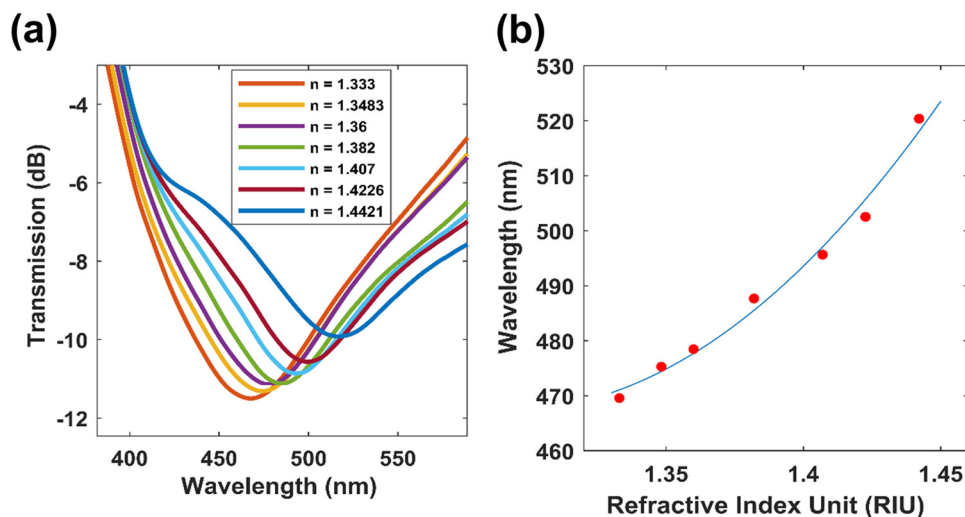 (a)
Transmission (dB)
-4
-6
-8
-10
-12
n = 1.333
n = 1.3483
n = 1.36
n = 1.382
n = 1.407
n = 1.4226
n = 1.4421
400
450
500
550
Wavelength (nm)
(b)
Wavelength (nm)
530
520
510
500
490
480
470
460
1.35
1.4
1.45
Refractive Index Unit (RIU)